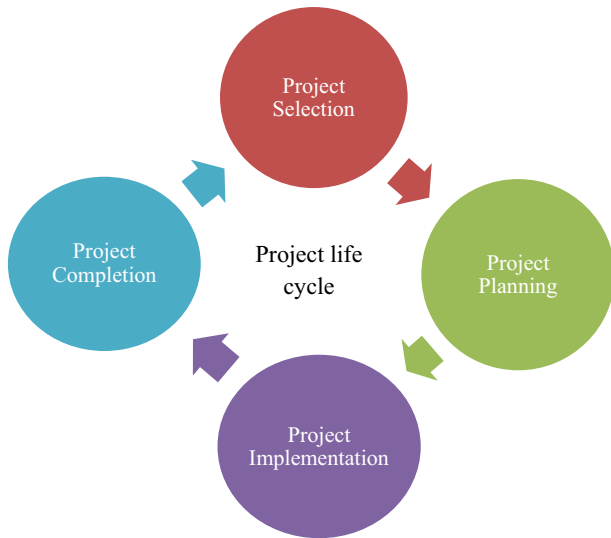 Project
Selection
Project
Planning
Project
Implementation
Project
Completion
Project life
cycle